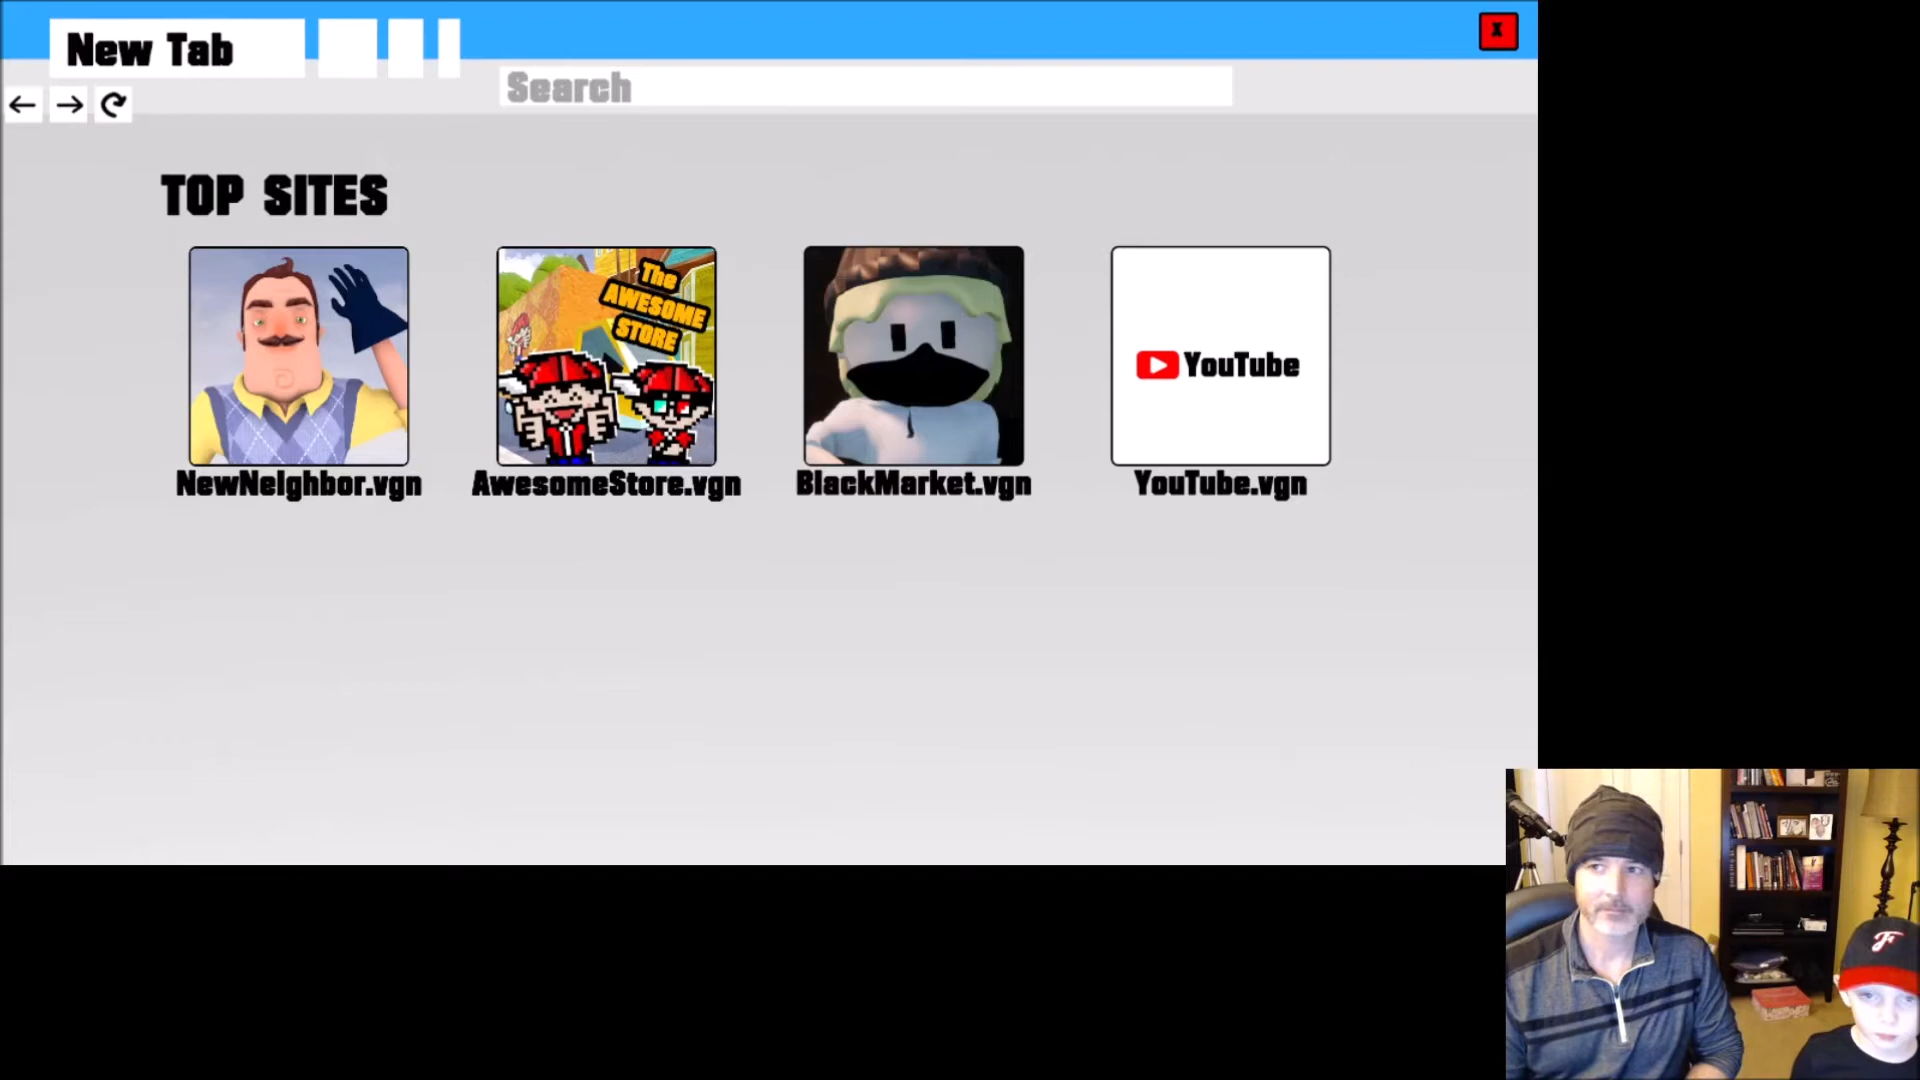 New Tab
X
Search
TOP SITES
The
AWESOME
STORE
YouTube
NewNeighbor.vgn
AwesomeStore.vgn
BlackMarket.vgn
YouTube.vgn
F